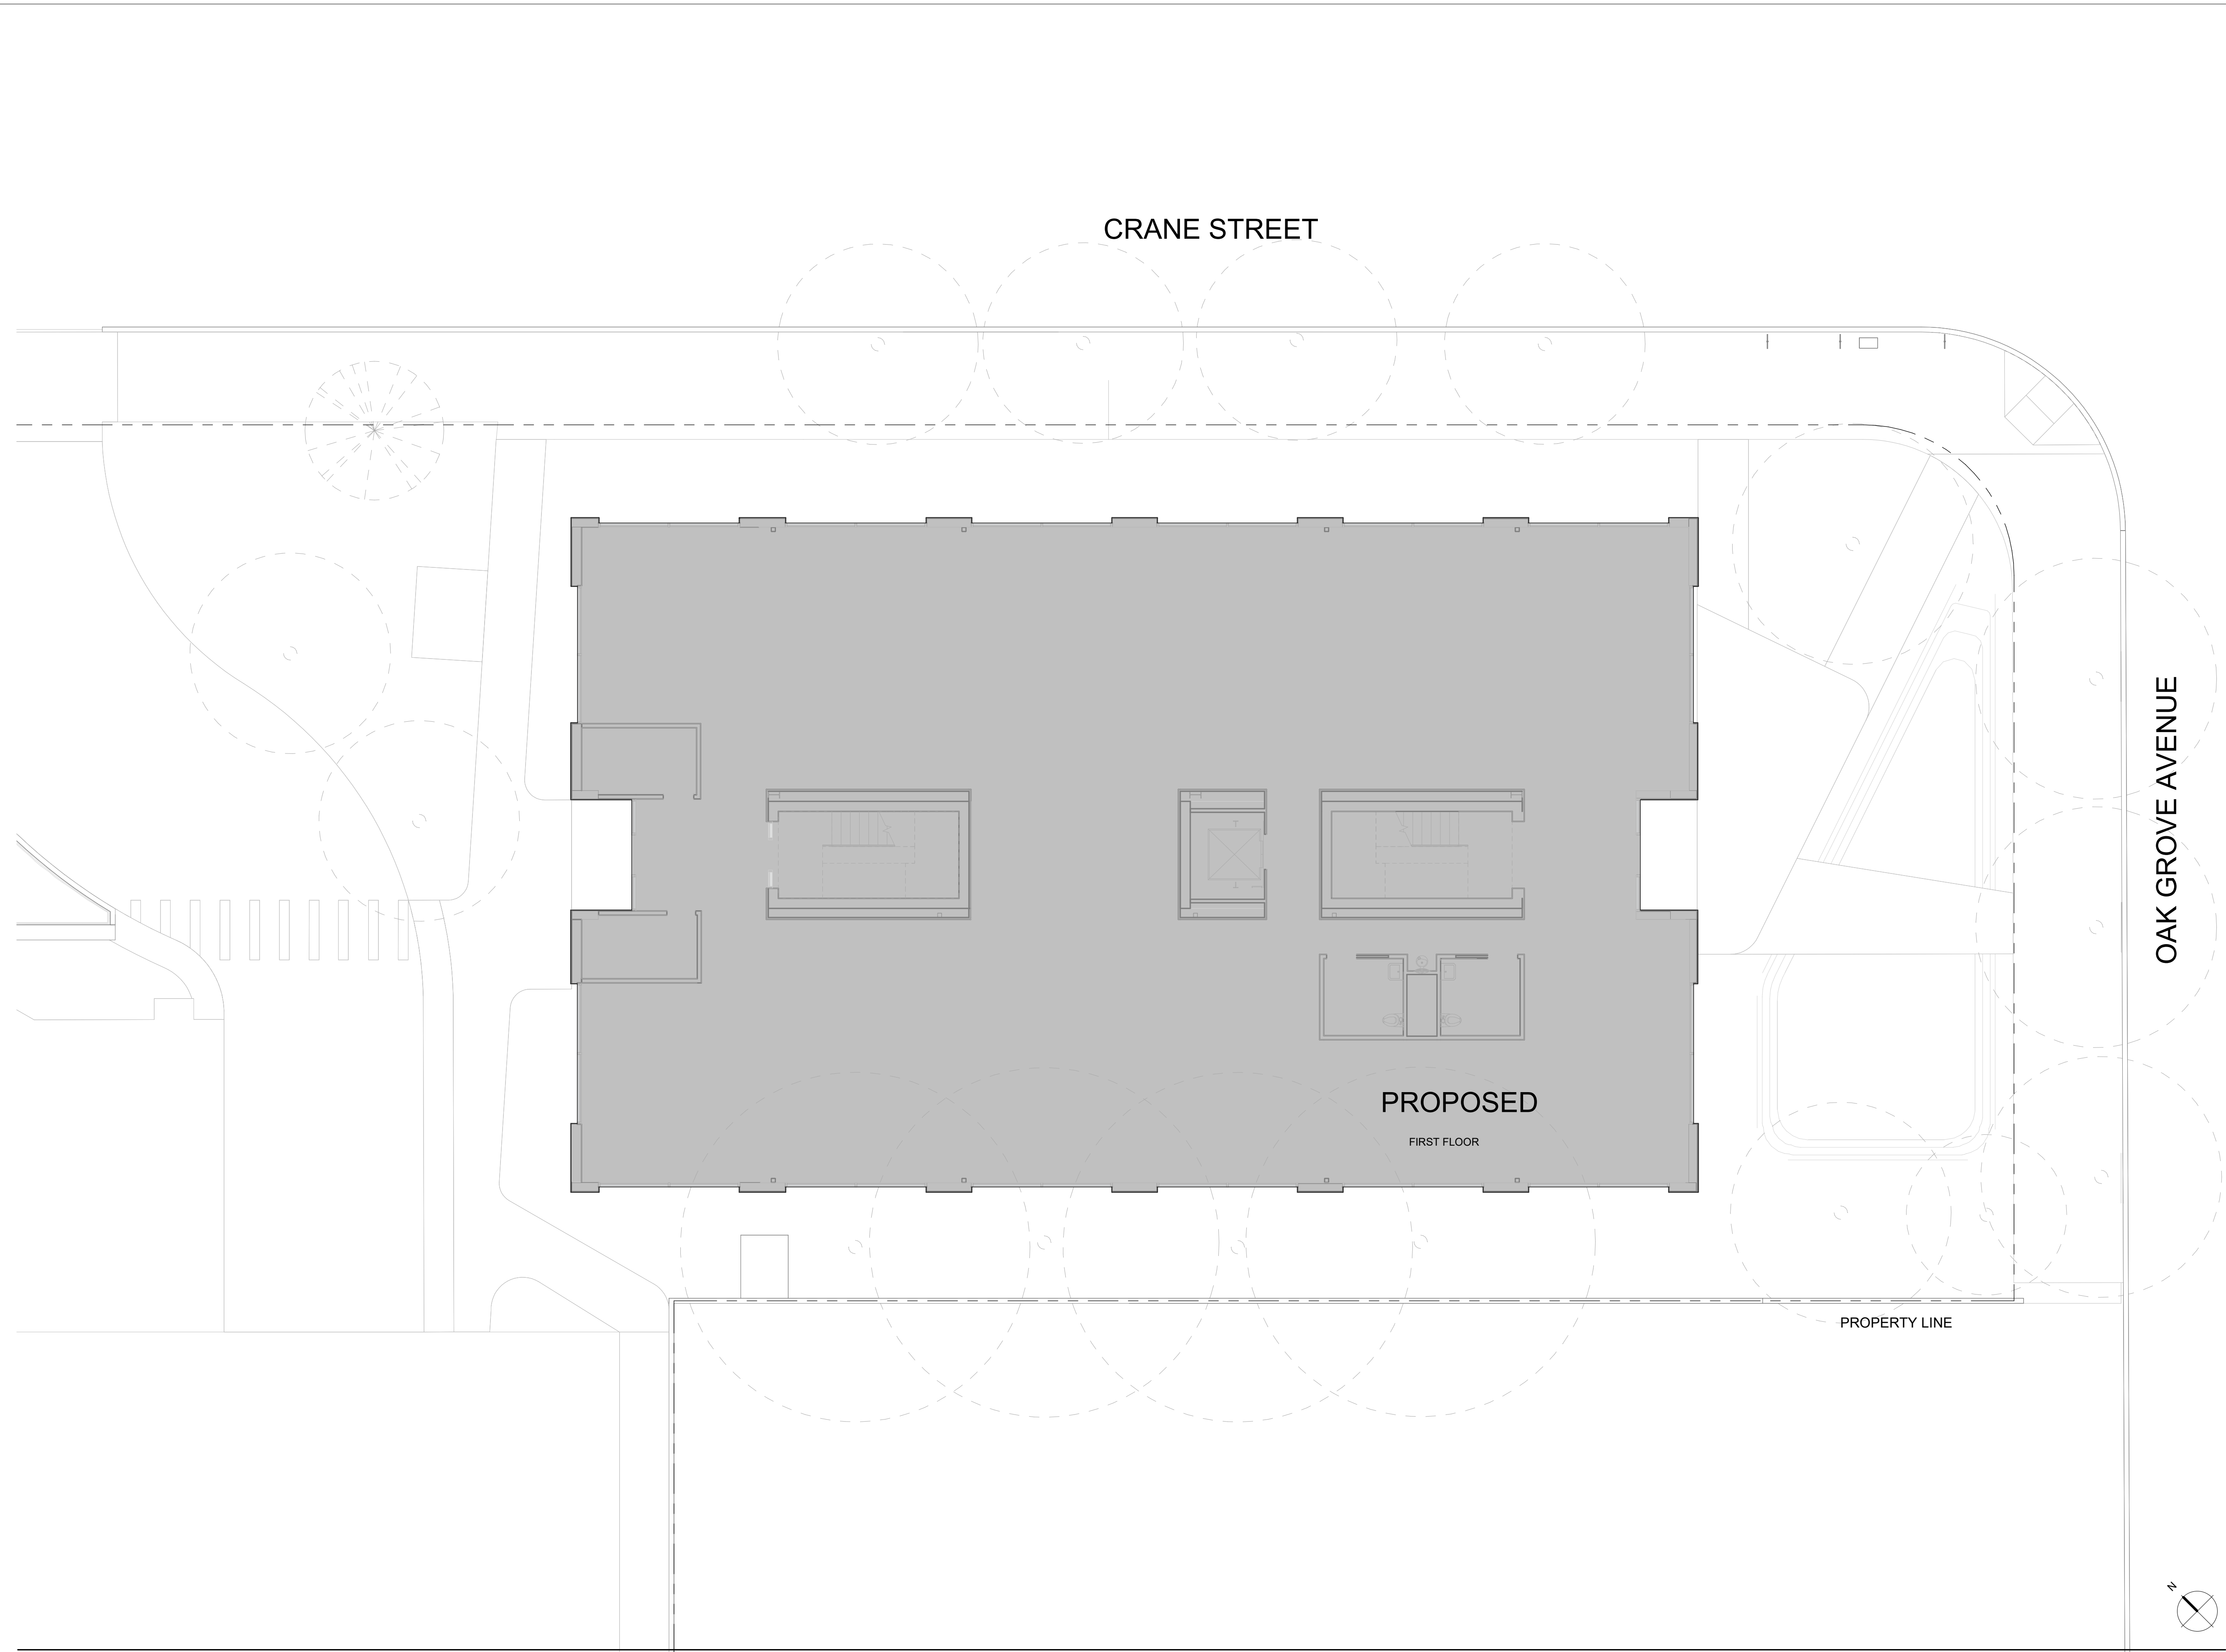 CRANE STREET
OAK GROVE AVENUE
PROPOSED
FIRST FLOOR
PROPERTY LINE
N